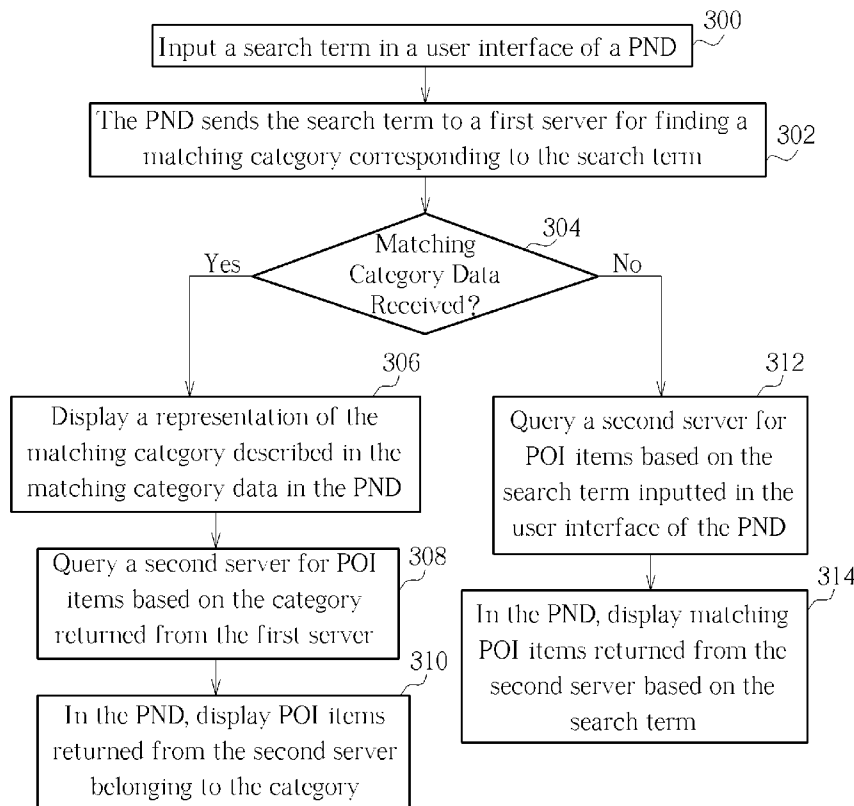 300
Input a search term in a user interface of a PND
The PND sends the search term to a first server for finding a
matching category corresponding to the search term
302
304
Matching
Category Data
Received?
Yes
No
306
Display a representation of the
matching category described in the
matching category data in the PND
308
Query a second server for POI
items based on the category
returned from the first server
310
In the PND, display POI items
returned from the second server
belonging to the category
312
Query a second server for
POI items based on the
search term inputted in the
user interface of the PND
314
In the PND, display matching
POI items returned from the
second server based on the
search term